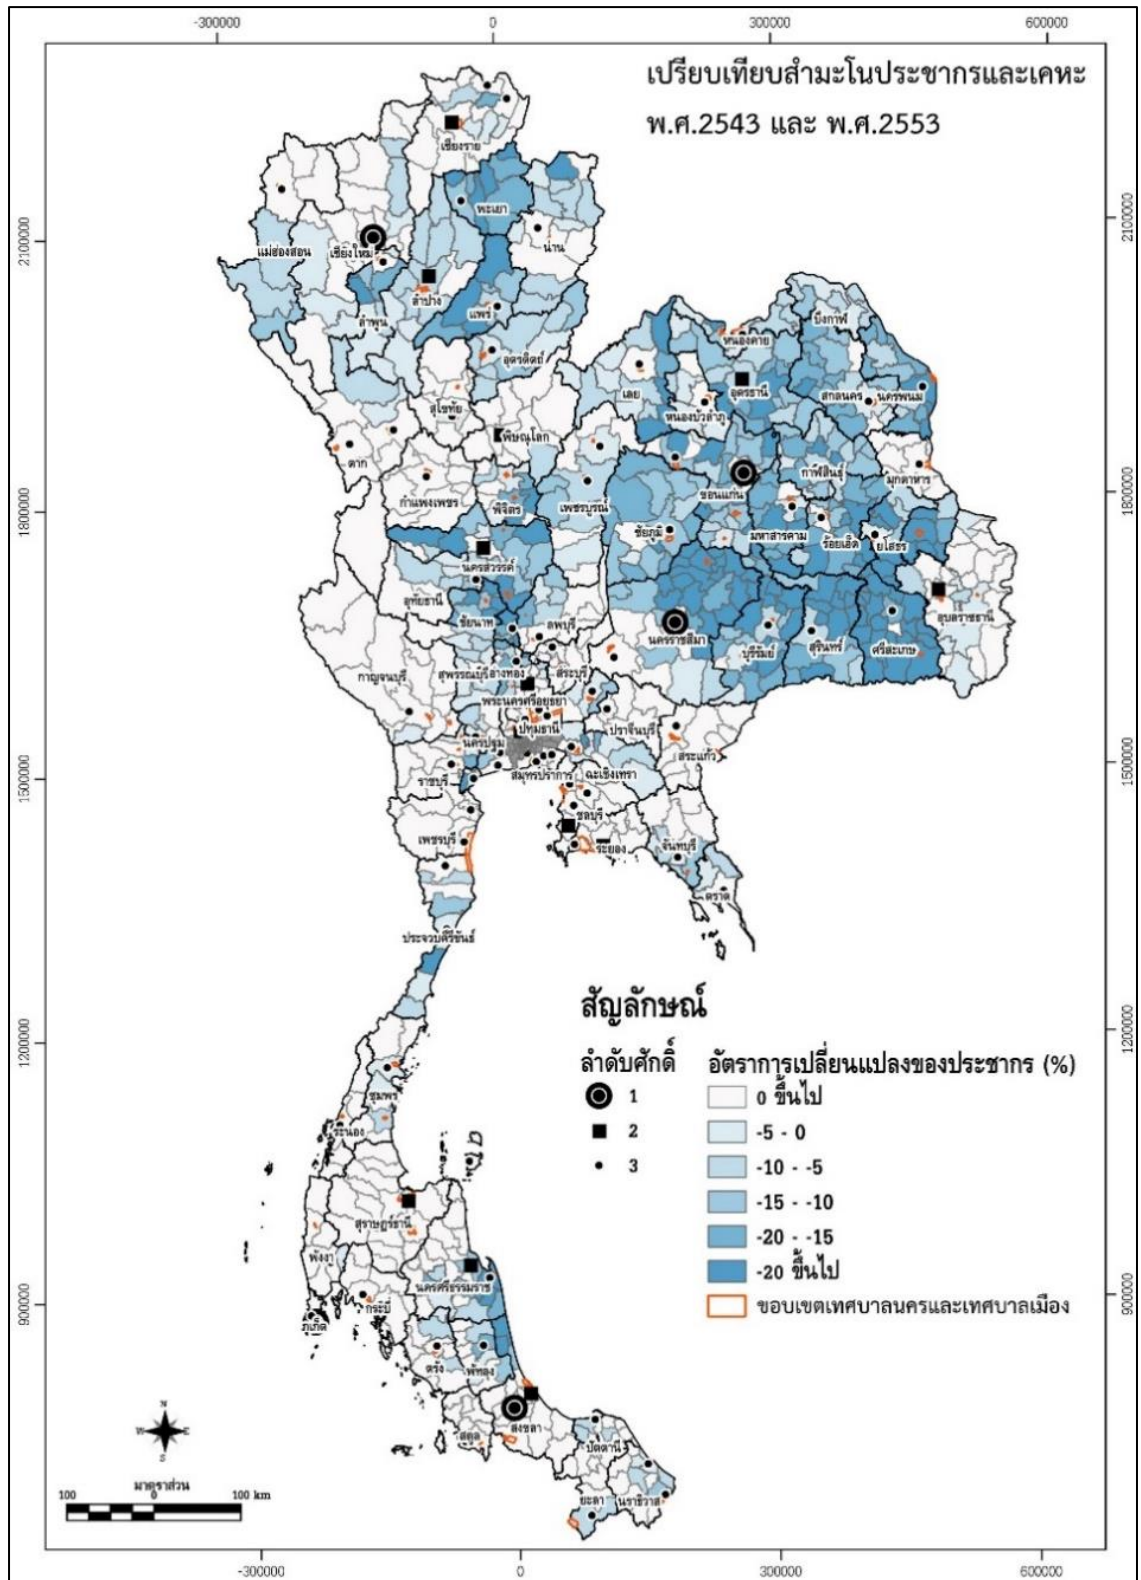 -300000
0
300000
600000
เปรียบเทียบสำมะโนประชากรและเคหะ
พ.ศ.2543 และ พ.ศ.2553
เชียงราย
พะเยา
2100000
2100000
แม่ฮ่องสอน
เชียงใหม่
น่าน
ลำปาง
ลำพูน
แพร่
บึงกาฬ
หนองคาย
อุตรดิตถ์
เลย
อุดรธานี
สกลนคร
นครพนม
สุโขทัย
หนองบัวลำภู
พิษณุโลก
ตาก
กาฬสินธุ์
มุกดาหาร
กำแพงเพชร
พิจิตร
เพชรบูรณ์
ขอนแก่น
1800000
1800000
ชัยภูมิ
มหาสารคาม
ร้อยเอ็ด
ยโสธร
นครสวรรค์
อุทัยธานี
อุบลราชธานี
ชัยนาท
ลพบุรี
นครราชสีมา
บุรีรัมย์
สุรินทร์
ศรีสะเกษ
กาญจนบุรี
สุพรรณบุรี
อ่างทอง
สระบุรี
พระนครศรีอยุธยา
ปทุมธานี
ปราจีนบุรี
นครปฐม
สระแก้ว
1500000
1500000
ราชบุรี
สมุทรปราการ
ฉะเชิงเทรา
ชลบุรี
เพชรบุรี
ระยอง
จันทบุรี
ตราด
ประจวบคีรีขันธ์
สัญลักษณ์
1200000
1200000
ลำดับศักดิ์
อัตราการเปลี่ยนแปลงของประชากร (%)
1
0 ขึ้นไป
2
-5 - 0
3
-10 - -5
-15 - -10
-20 - -15
-20 ขึ้นไป
ขอบเขตเทศบาลนครและเทศบาลเมือง
ชุมพร
ระนอง
สุราษฎร์ธานี
พังงา
นครศรีธรรมราช
900000
900000
กระบี่
ภูเก็ต
ตรัง
พัทลุง
สงขลา
สตูล
ปัตตานี
ยะลา
นราธิวาส
N
W
E
S
มาตราส่วน
100
0
100 km
-300000
0
300000
600000